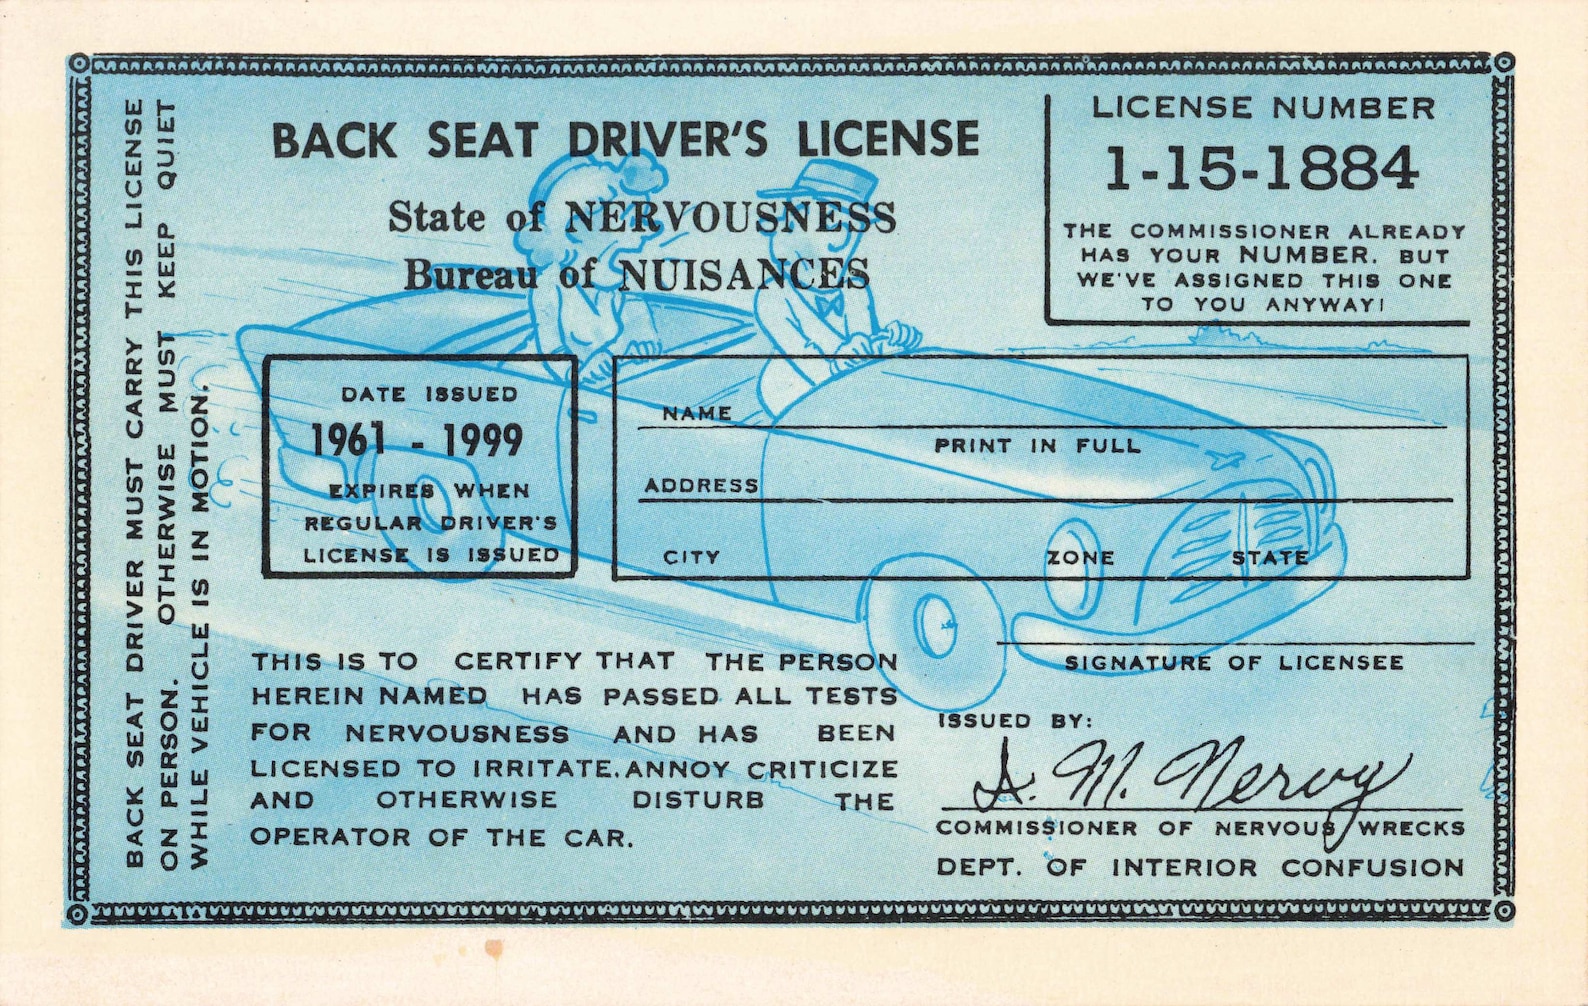 BACK SEAT DRIVER MUST CARRY THIS LICENSE
ON PERSON. OTHERWISE MUST KEEP QUIET
WHILE VEHICLE IS IN MOTION.
BACK SEAT DRIVER'S LICENSE
State of NERVOUSNESS
Bureau of NUISANCES
LICENSE NUMBER
1-15-1884
THE COMMISSIONER ALREADY
HAS YOUR NUMBER. BUT
WE'VE ASSIGNED THIS ONE
TO YOU ANYWAY!
DATE ISSUED
1961 - 1999
EXPIRES WHEN
REGULAR DRIVER'S
LICENSE IS ISSUED
NAME
PRINT IN FULL
ADDRESS
CITY ZONE STATE
SIGNATURE OF LICENSEE
THIS IS TO CERTIFY THAT THE PERSON
HEREIN NAMED HAS PASSED ALL TESTS
FOR NERVOUSNESS AND HAS BEEN
LICENSED TO IRRITATE. ANNOY CRITICIZE
AND OTHERWISE DISTURB THE
OPERATOR OF THE CAR.
ISSUED BY:
A. M. Nervy
COMMISSIONER OF NERVOUS WRECKS
DEPT. OF INTERIOR CONFUSION